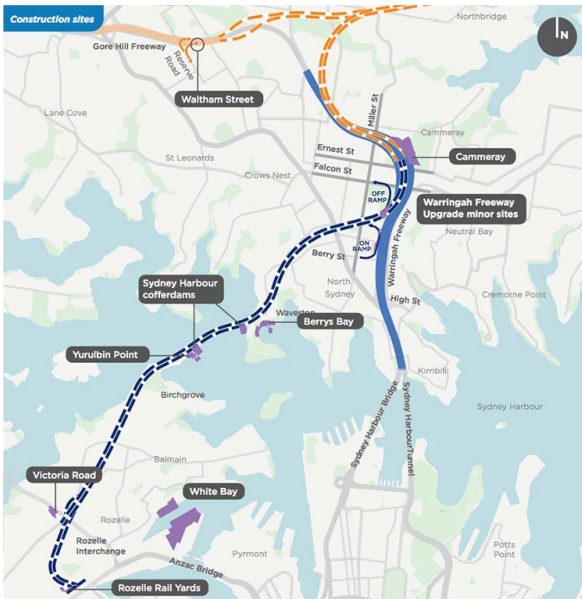 Construction sites
Northbridge
N
Gore Hill Freeway
Reserve
Road
Waltham Street
Miller St
Lane Cove
Cammeray
Ernest St
St Leonards
Cammeray
Falcon St
Crows Nest
OFF
RAMP
Warringah Freeway
Upgrade minor sites
Warringah Freeway
Neutral Bay
ON
RAMP
Berry St
Sydney Harbour
cofferdams
North
Sydney
Cremorne Point
High St
Waverton
Berrys Bay
Yurulbin Point
Kirribilli
Birchgrove
Sydney Harbour
Sydney Harbour Bridge
Sydney HarbourTunnel
Balmain
Victoria Road
White Bay
Rozelle
Rozelle
Interchange
Pyrmont
Potts
Point
Anzac Bridge
Rozelle Rail Yards